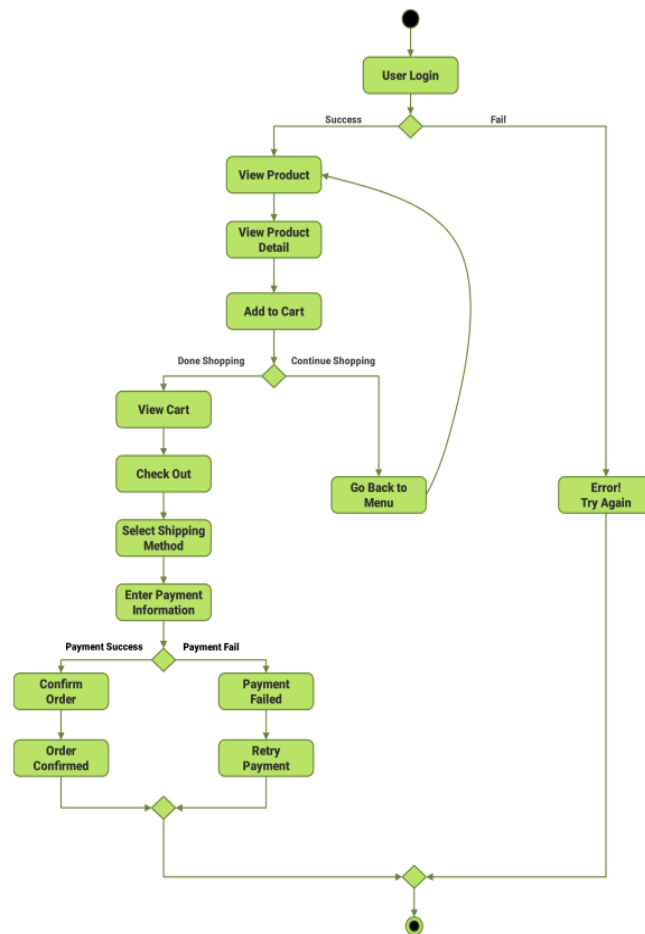 User Login
Success
Fail
View Product
View Product
Detail
Add to Cart
Done Shopping
Continue Shopping
View Cart
Check Out
Go Back to
Menu
Error!
Try Again
Select Shipping
Method
Enter Payment
Information
Payment Success
Payment Fail
Confirm
Order
Payment
Failed
Order
Confirmed
Retry
Payment